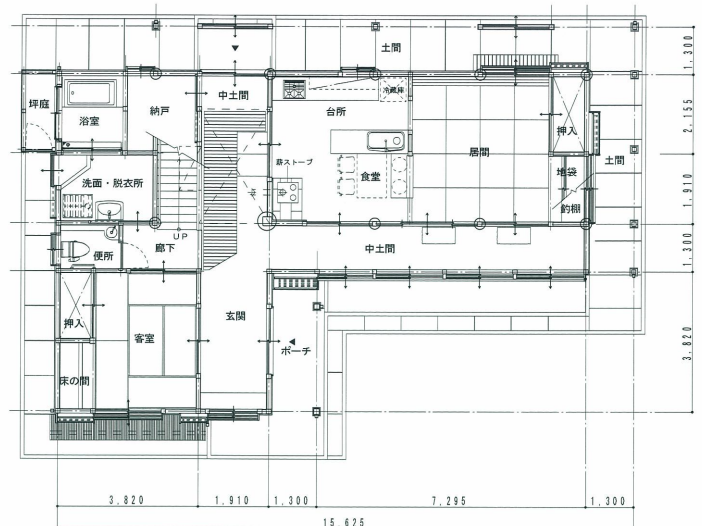 土間
1,300
坪庭
浴室
納戸
中土間
冷蔵庫
台所
押入
居間
2,155
薪ストーブ
洗面・脱衣所
食堂
地袋
土間
釣棚
1,910
UP
便所
廊下
中土間
1,300
押入
客室
玄関
ポーチ
床の間
3,820
3,820
1,910
1,300
7,295
1,300
15,625